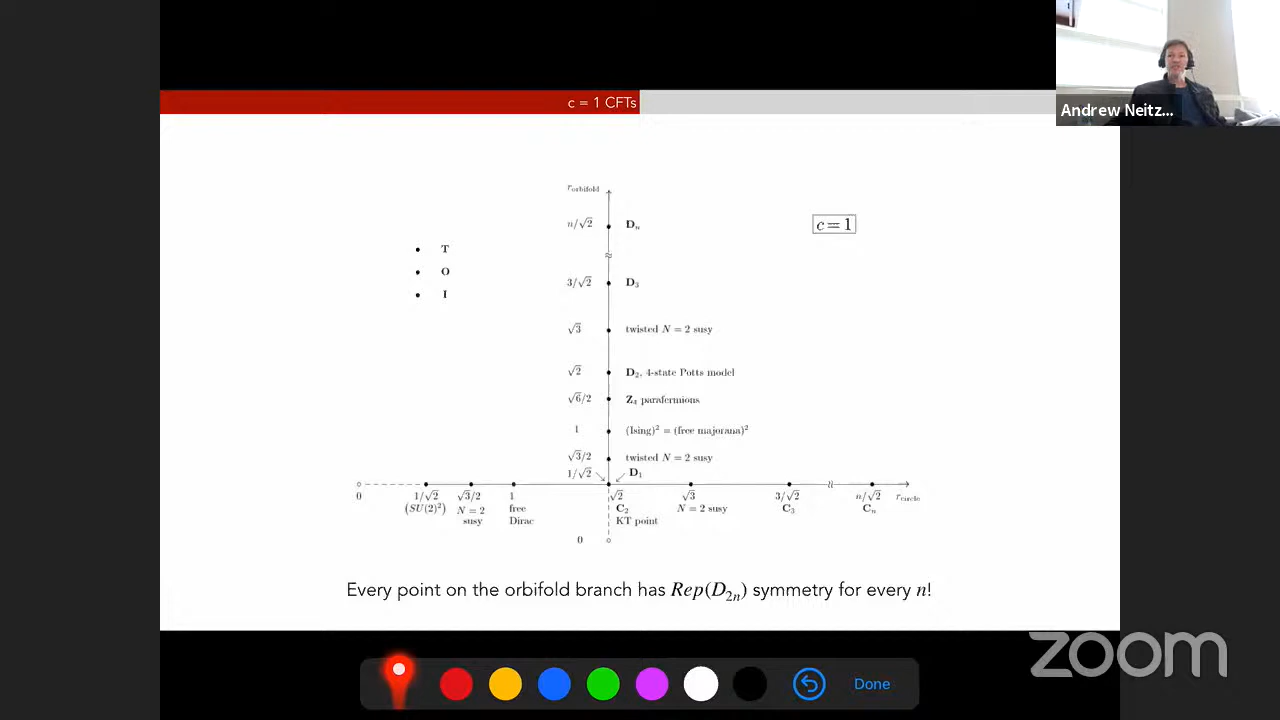 Andrew Neitz...
c = 1 CFTs
r_orbifold
n/√2 D_n
c = 1
T
O
I
3/√2 D_3
√3 twisted N = 2 susy
√2 D_2, 4-state Potts model
√6/2 Z_4 parafermions
1 (Ising)² = (free majorana)²
√3/2 twisted N = 2 susy
1/√2 D_1
0 1/√2 √3/2 1 √2 √3 3/√2 n/√2 r_circle
(SU(2)²) N = 2 free C_2 N = 2 susy C_3 C_n
susy Dirac KT point
0
Every point on the orbifold branch has Rep(D_2n) symmetry for every n!
zoom
Done